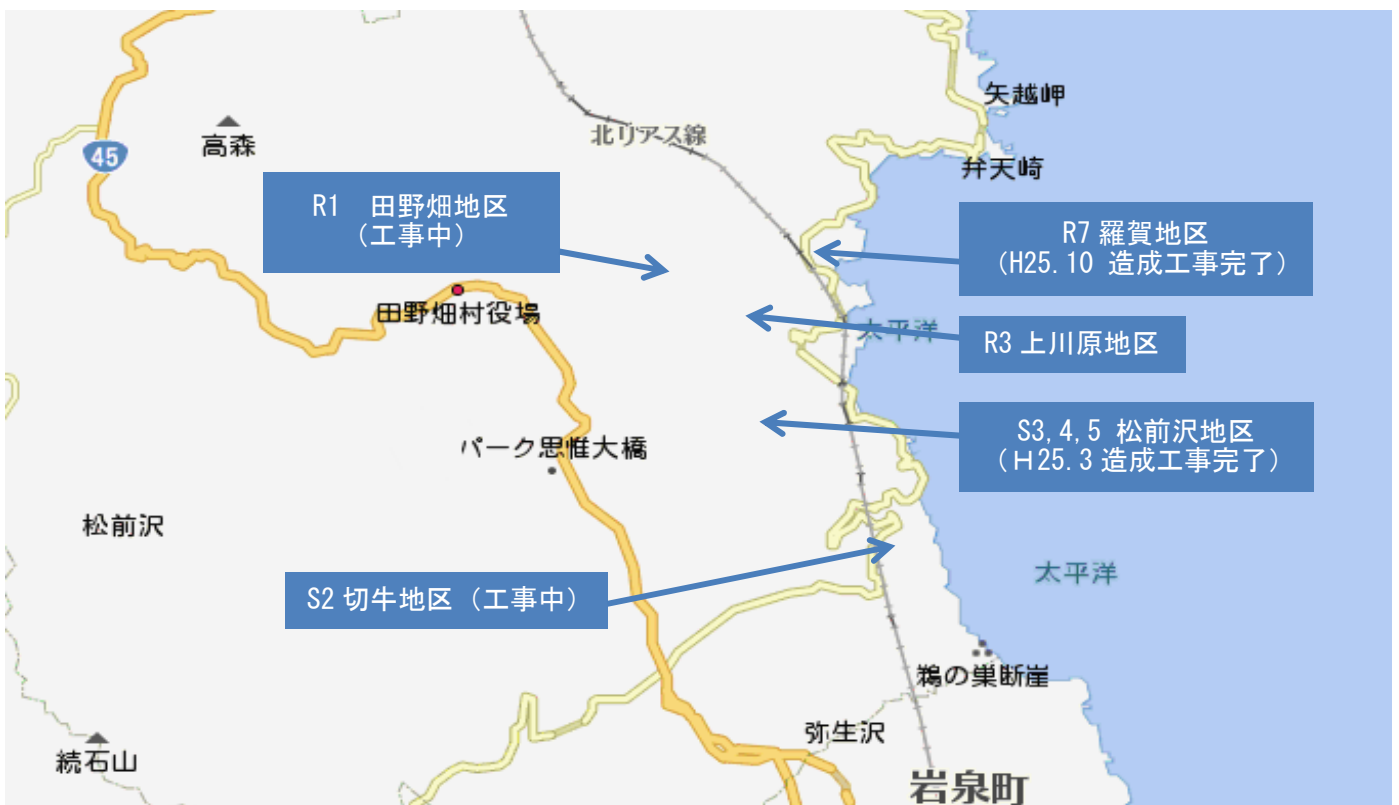 矢越岬
北リアス線
高森
45
弁天崎
R1 田野畑地区
（工事中）
R7 羅賀地区
（H25.10 造成工事完了）
田野畑村役場
太平洋
R3 上川原地区
S3,4,5 松前沢地区
（Ｈ25.3 造成工事完了）
パーク思惟大橋
松前沢
太平洋
S2 切牛地区（工事中）
鵜の巣断崖
弥生沢
続石山
岩泉町